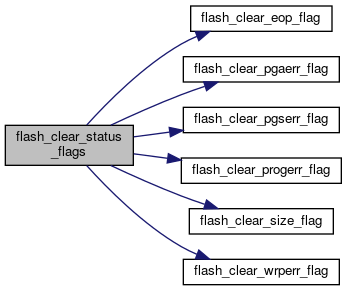 flash_clear_eop_flag
flash_clear_pgaerr_flag
flash_clear_pgserr_flag
flash_clear_status
_flags
flash_clear_progerr_flag
flash_clear_size_flag
flash_clear_wrperr_flag